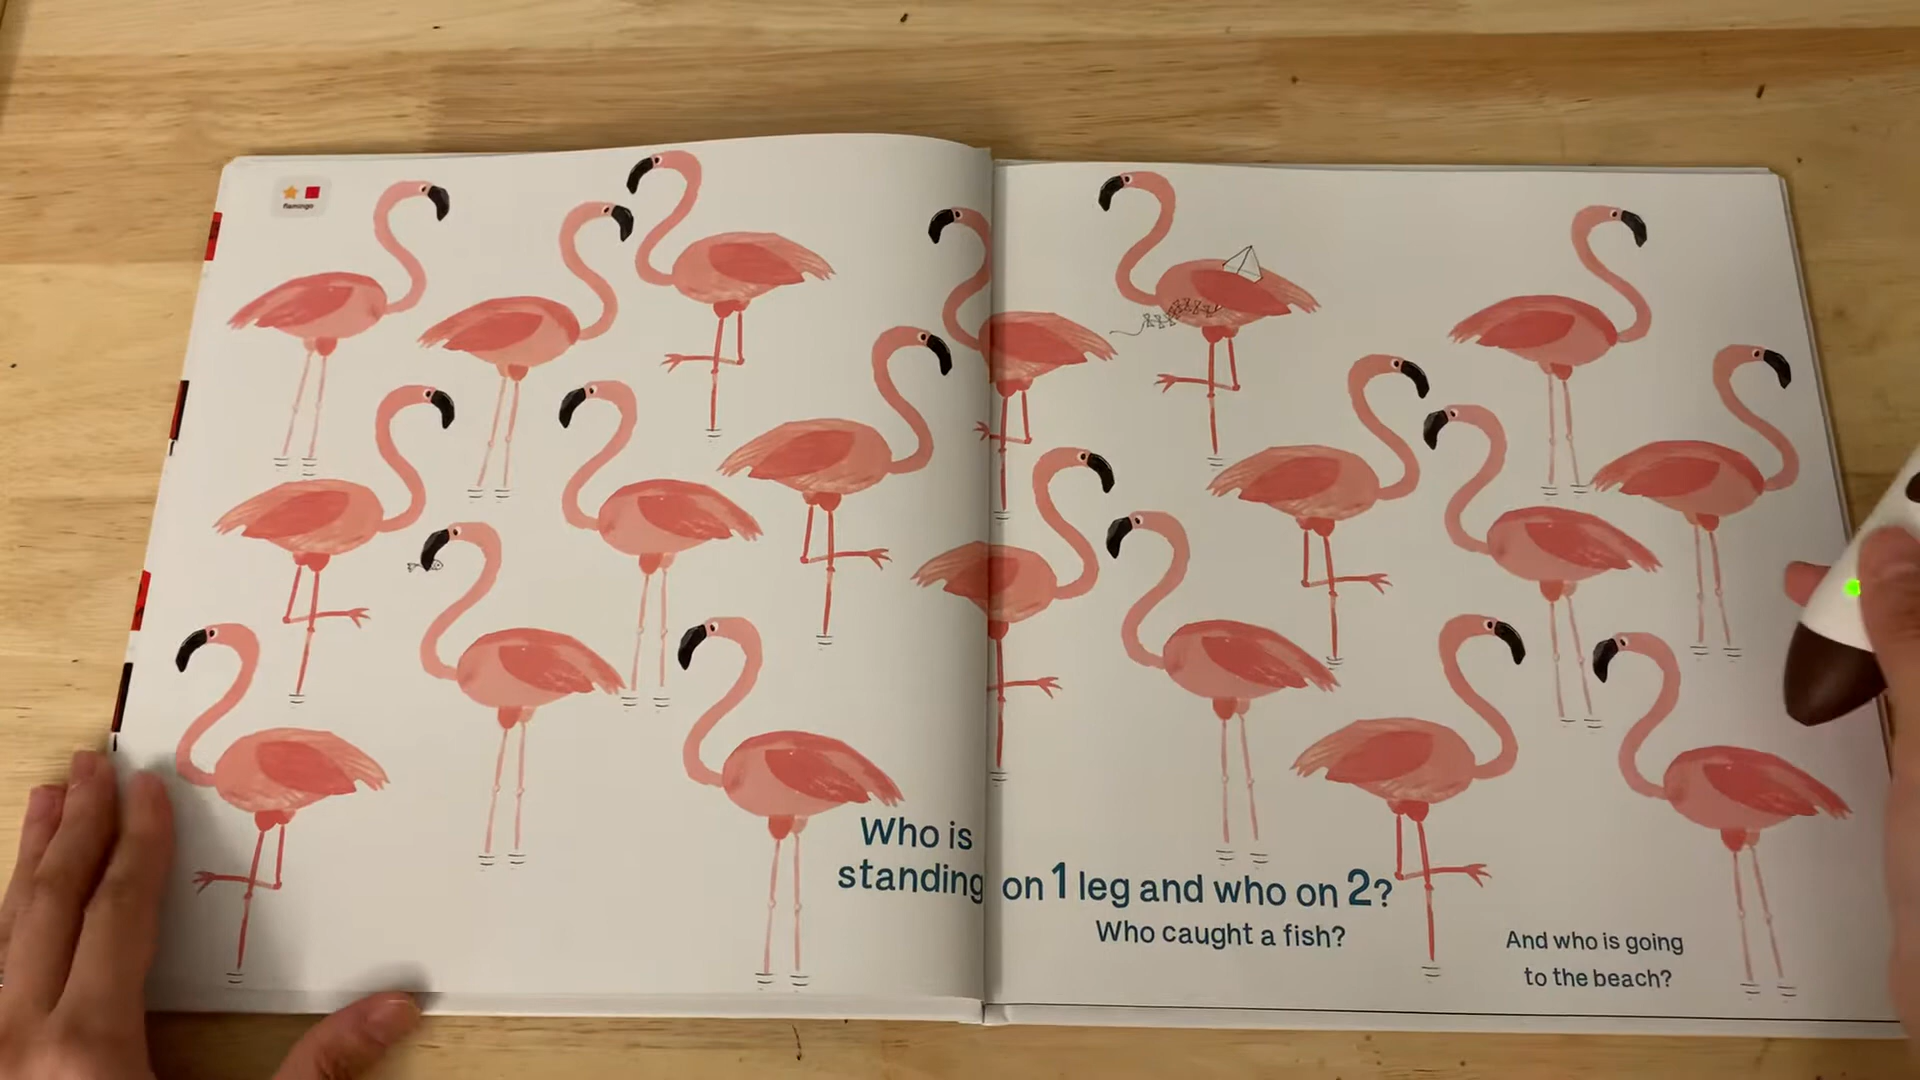 flamingo
Who is
standing on 1 leg and who on 2?
Who caught a fish?
And who is going
to the beach?